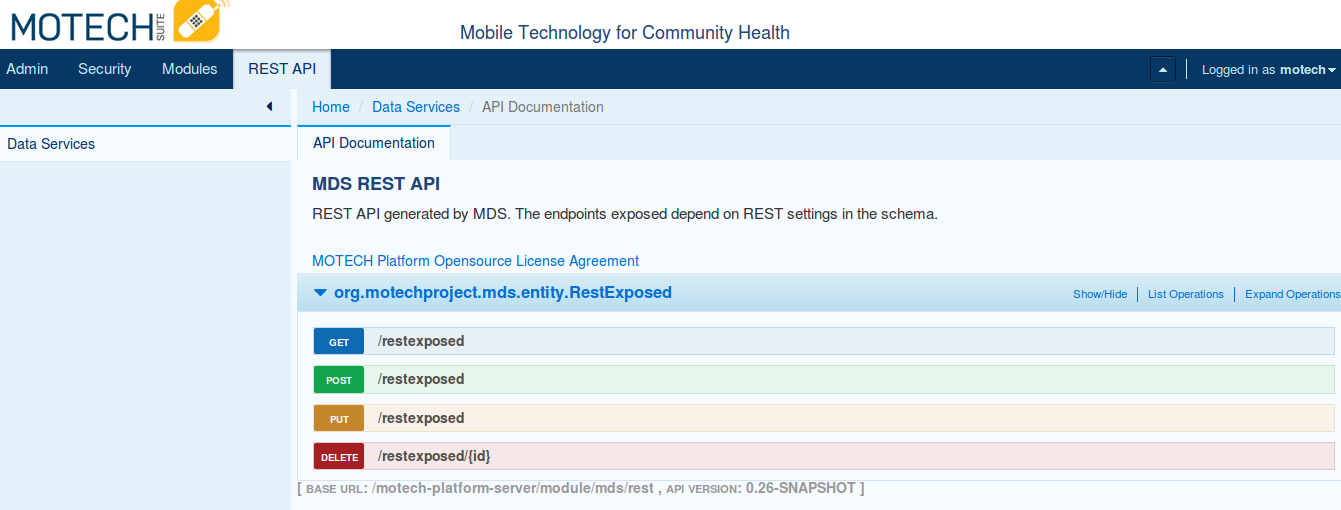 MOTECH SUITE
Mobile Technology for Community Health
Admin Security Modules REST API Logged in as motech
Home / Data Services / API Documentation
Data Services
API Documentation
MDS REST API
REST API generated by MDS. The endpoints exposed depend on REST settings in the schema.
MOTECH Platform Opensource License Agreement
org.motechproject.mds.entity.RestExposed Show/Hide List Operations Expand Operations
GET /restexposed
POST /restexposed
PUT /restexposed
DELETE /restexposed/{id}
[ BASE URL: /motech-platform-server/module/mds/rest , API VERSION: 0.26-SNAPSHOT ]